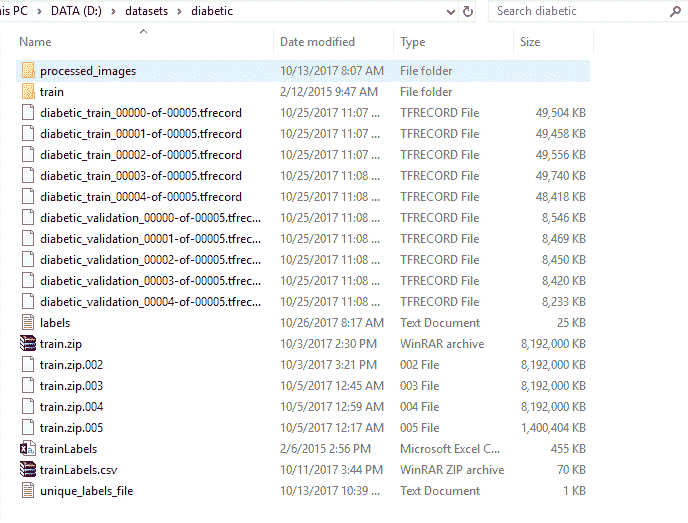 his PC > DATA (D:) > datasets > diabetic Search diabetic
Name Date modified Type Size
processed_images 10/13/2017 8:07 AM File folder
train 2/12/2015 9:47 AM File folder
diabetic_train_00000-of-00005.tfrecord 10/25/2017 11:07 ... TFRECORD File 49,504 KB
diabetic_train_00001-of-00005.tfrecord 10/25/2017 11:07 ... TFRECORD File 49,458 KB
diabetic_train_00002-of-00005.tfrecord 10/25/2017 11:07 ... TFRECORD File 49,556 KB
diabetic_train_00003-of-00005.tfrecord 10/25/2017 11:08 ... TFRECORD File 49,740 KB
diabetic_train_00004-of-00005.tfrecord 10/25/2017 11:08 ... TFRECORD File 48,418 KB
diabetic_validation_00000-of-00005.tfrec... 10/25/2017 11:08 ... TFRECORD File 8,546 KB
diabetic_validation_00001-of-00005.tfrec... 10/25/2017 11:08 ... TFRECORD File 8,469 KB
diabetic_validation_00002-of-00005.tfrec... 10/25/2017 11:08 ... TFRECORD File 8,450 KB
diabetic_validation_00003-of-00005.tfrec... 10/25/2017 11:08 ... TFRECORD File 8,420 KB
diabetic_validation_00004-of-00005.tfrec... 10/25/2017 11:08 ... TFRECORD File 8,233 KB
labels 10/26/2017 8:17 AM Text Document 25 KB
train.zip 10/3/2017 2:30 PM WinRAR archive 8,192,000 KB
train.zip.002 10/3/2017 3:21 PM 002 File 8,192,000 KB
train.zip.003 10/5/2017 12:45 AM 003 File 8,192,000 KB
train.zip.004 10/5/2017 12:59 AM 004 File 8,192,000 KB
train.zip.005 10/5/2017 12:17 AM 005 File 1,400,404 KB
trainLabels 2/6/2015 2:56 PM Microsoft Excel C... 455 KB
trainLabels.csv 10/11/2017 3:44 PM WinRAR ZIP archive 70 KB
unique_labels_file 10/13/2017 10:39 ... Text Document 1 KB